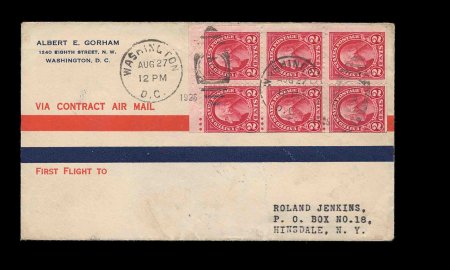 ALBERT E. GORHAM
1240 EIGHTH STREET, N. W.
WASHINGTON, D. C.
WASHINGTON
AUG 27
12 PM
D.C.
1926
VIA CONTRACT AIR MAIL
FIRST FLIGHT TO
ROLAND JENKINS,
P. O. BOX NO.18,
HINSDALE, N. Y.